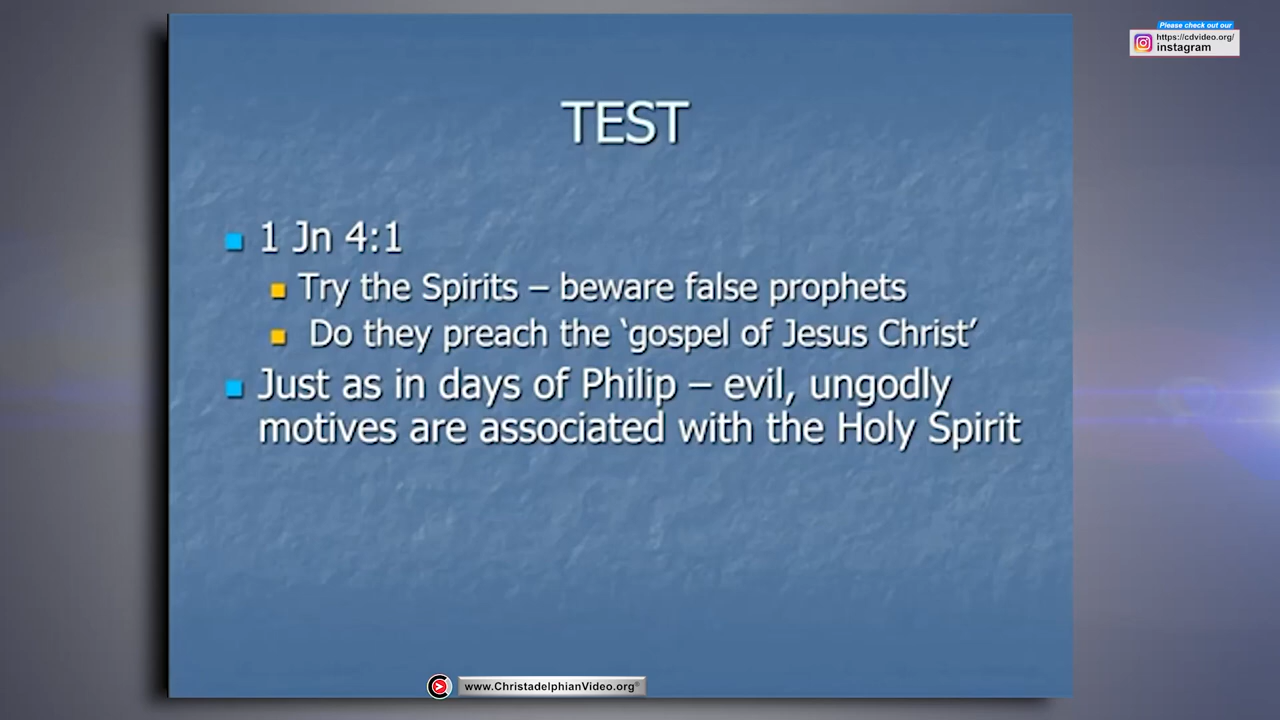 Please check out our
https://cdvideo.org/
instagram
TEST
1 Jn 4:1
Try the Spirits – beware false prophets
Do they preach the ‘gospel of Jesus Christ’
Just as in days of Philip – evil, ungodly
motives are associated with the Holy Spirit
www.ChristadelphianVideo.org®